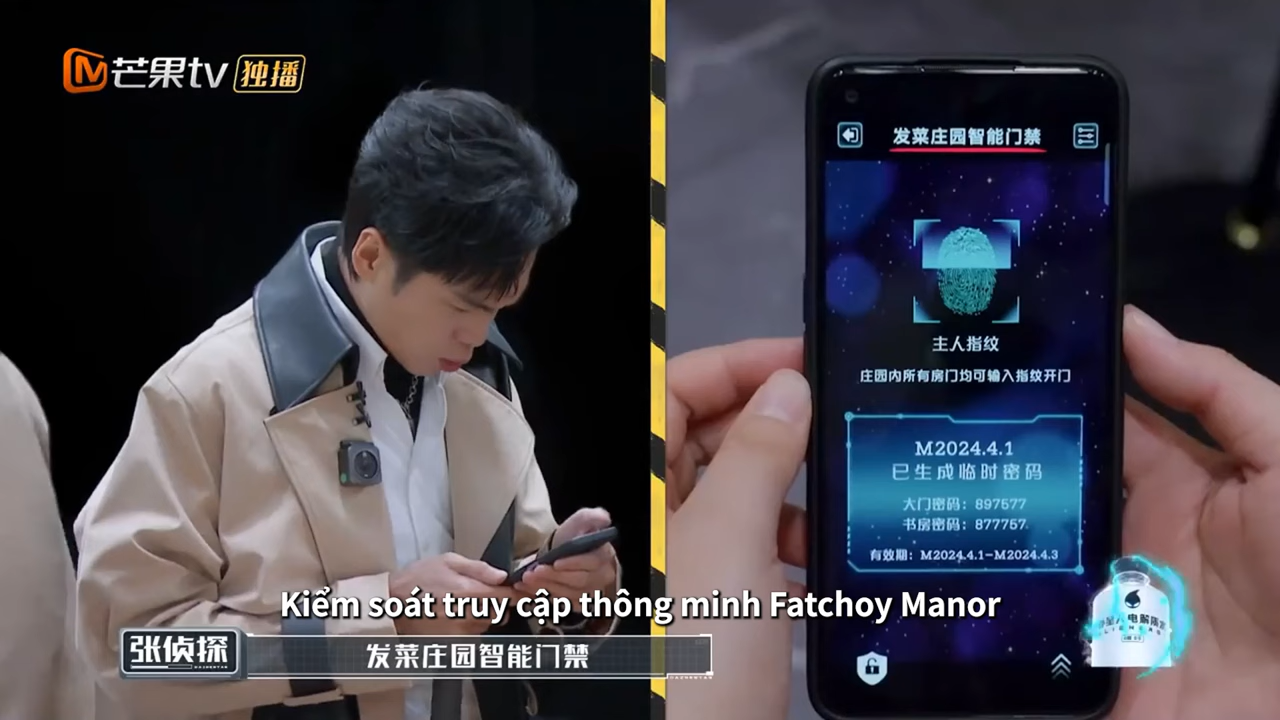 芒果tv 独播
发菜庄园智能门禁
主人指纹
庄园内所有房门均可输入指纹开门
M2024.4.1
已生成临时密码
大门密码：897577
书房密码：877757
有效期：M2024.4.1-M2024.4.3
Kiểm soát truy cập thông minh Fatchoy Manor
张侦探
发菜庄园智能门禁